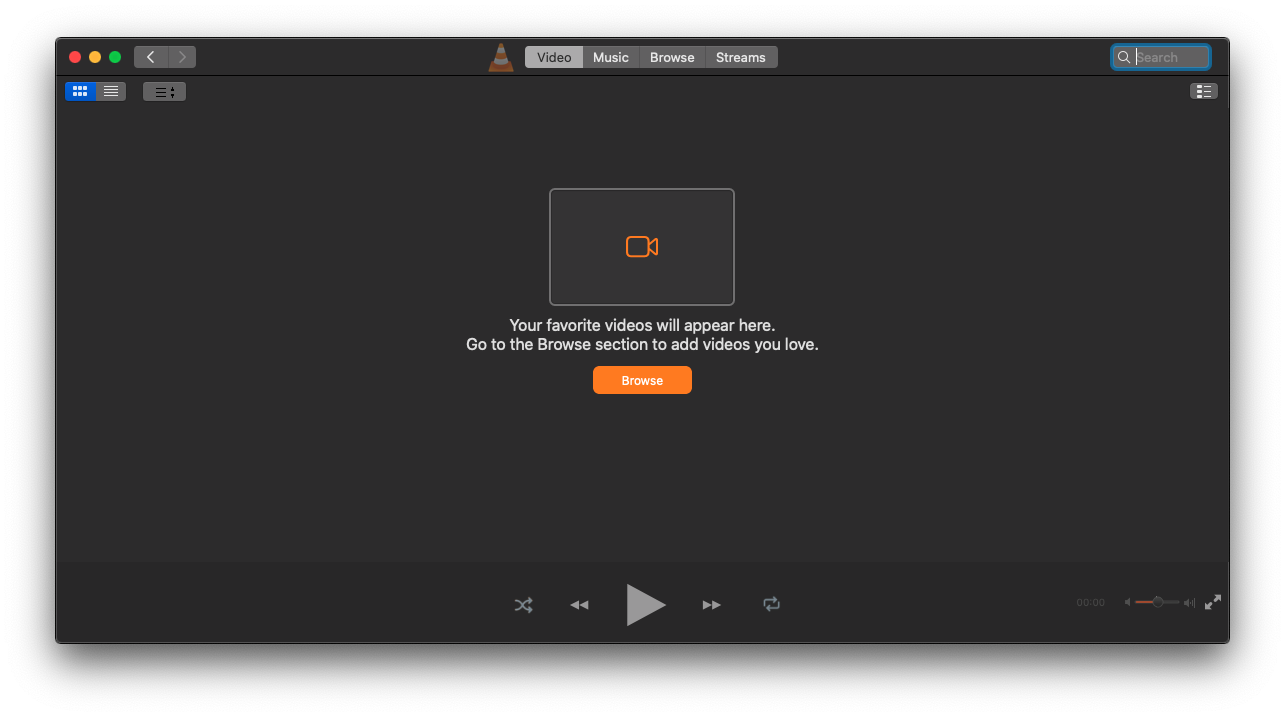 Video Music Browse Streams Search
Your favorite videos will appear here.
Go to the Browse section to add videos you love.
Browse
00:00